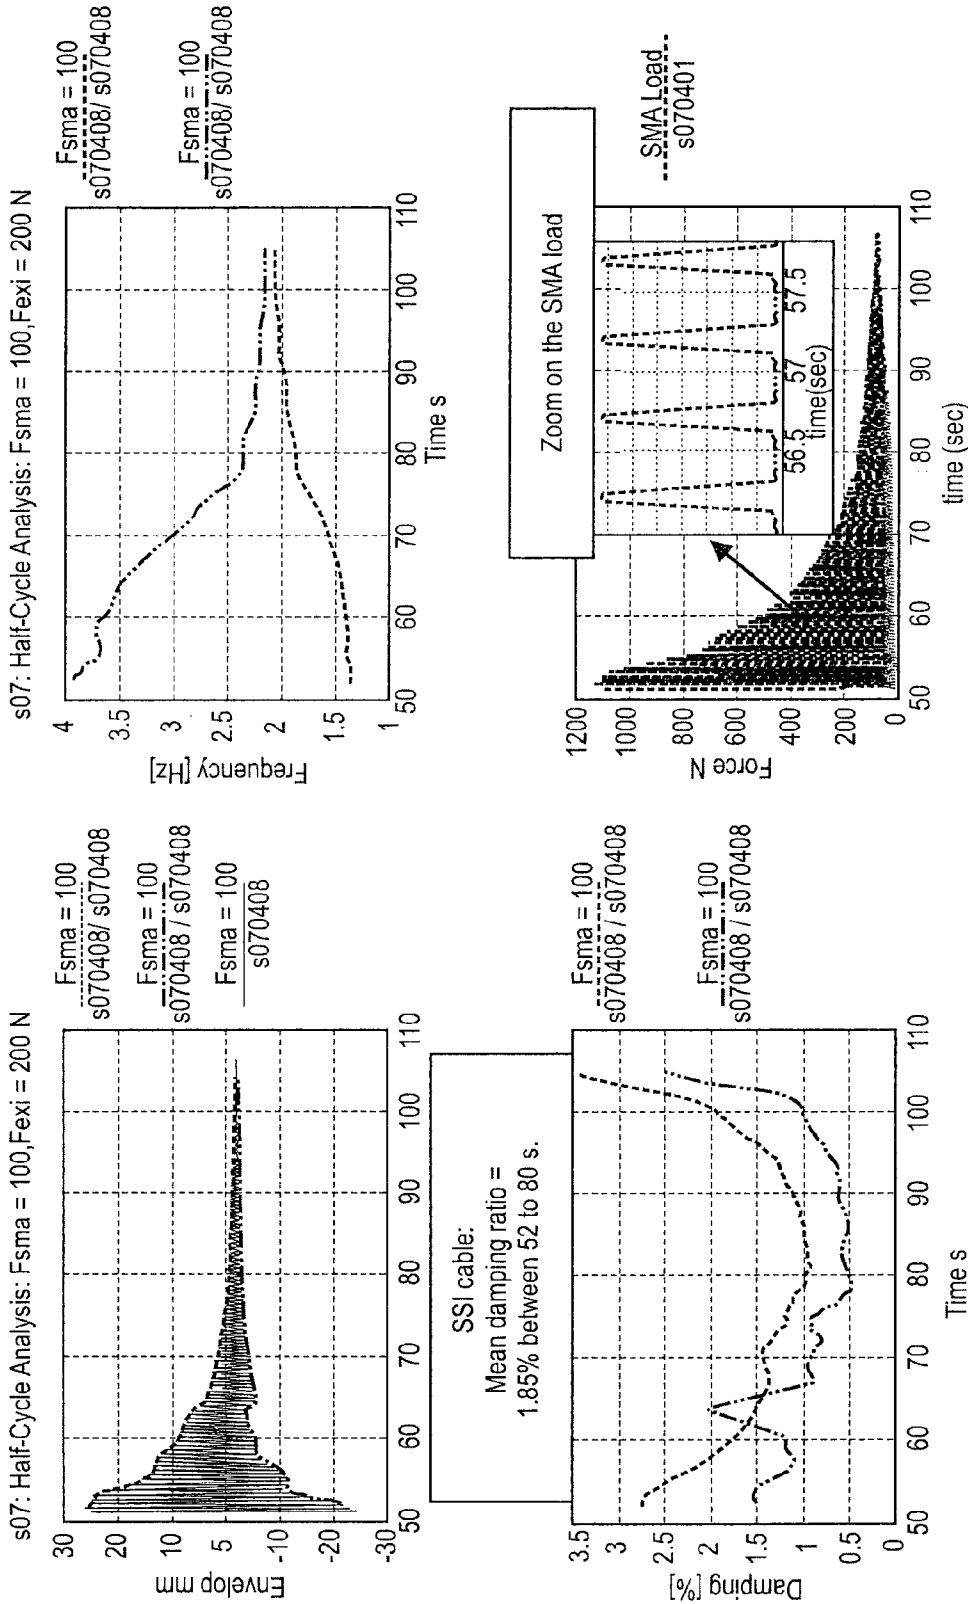 s07: Half-Cycle Analysis: Fsma = 100,Fexi = 200 N
Envelop mm
30
20
10
5
-10
-20
-30
50
60
70
80
90
100
110
Fsma = 100
s070408/ s070408
Fsma = 100
s070408 / s070408
Fsma = 100
s070408
s07: Half-Cycle Analysis: Fsma = 100,Fexi = 200 N
Frequency [Hz]
4
3.5
3
2.5
2
1.5
1
50
60
70
80
90
100
110
Time s
Fsma = 100
s070408/ s070408
Fsma = 100
s070408/ s070408
SSI cable:
Mean damping ratio =
1.85% between 52 to 80 s.
Damping [%]
3.5
3
2.5
2
1.5
1
0.5
50
60
70
80
90
100
110
Time s
Fsma = 100
s070408 / s070408
Fsma = 100
s070408 / s070408
Zoom on the SMA load
56.5
57
57.5
time(sec)
Force N
1200
1000
800
600
400
200
0
50
60
70
80
90
100
110
time (sec)
SMA Load
s070401